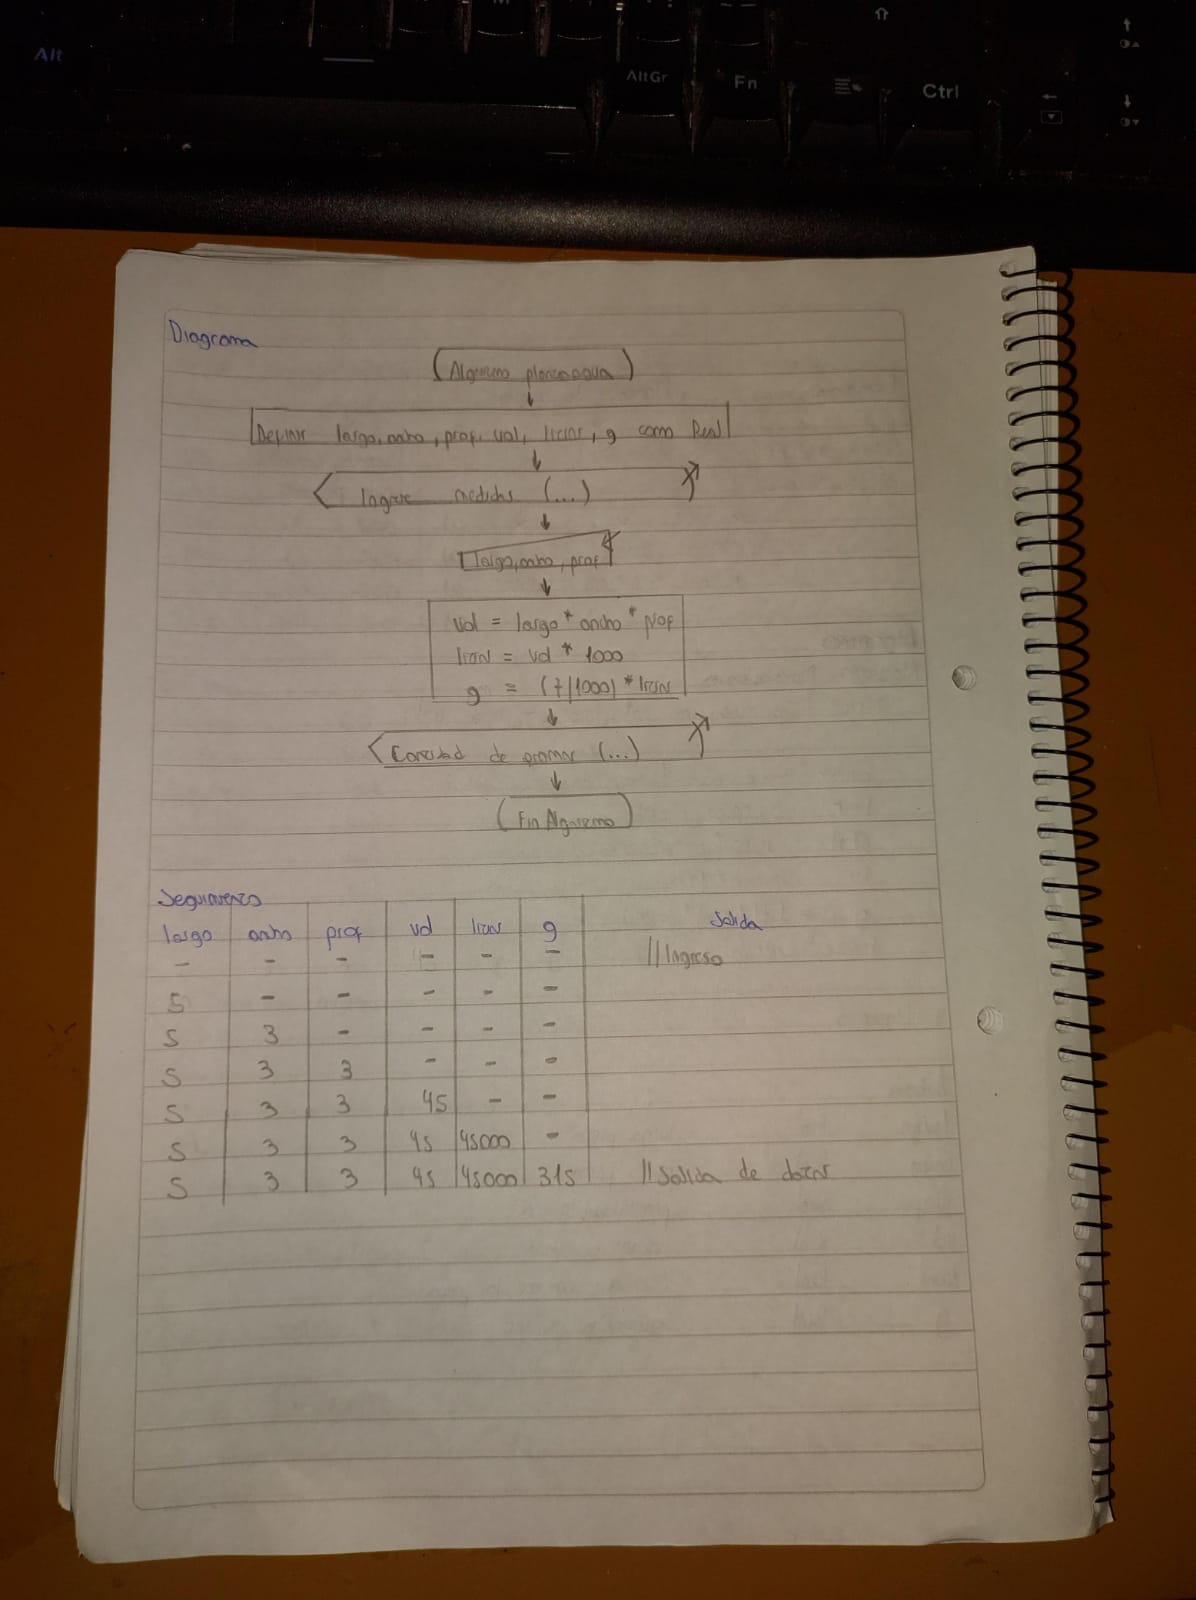 Alt
AltGr
Fn
Ctrl
Diagrama
Definir largo, ancho, prof, vol, litros, g como Real
Ingrese medidas (...)
largo, ancho, prof
vol = largo * ancho * prof
litros = vol * 1000
g = (7/1000) * litros
Cantidad de gramos (...)
Fin Algoritmo
Seguimiento
largo ancho prof vol litros g Salida
- - - - - - // Ingreso
5 - - - - -
5 3 - - - -
5 3 3 - - -
5 3 3 45 - -
5 3 3 45 45000 -
5 3 3 45 45000 315 // Salida de datos